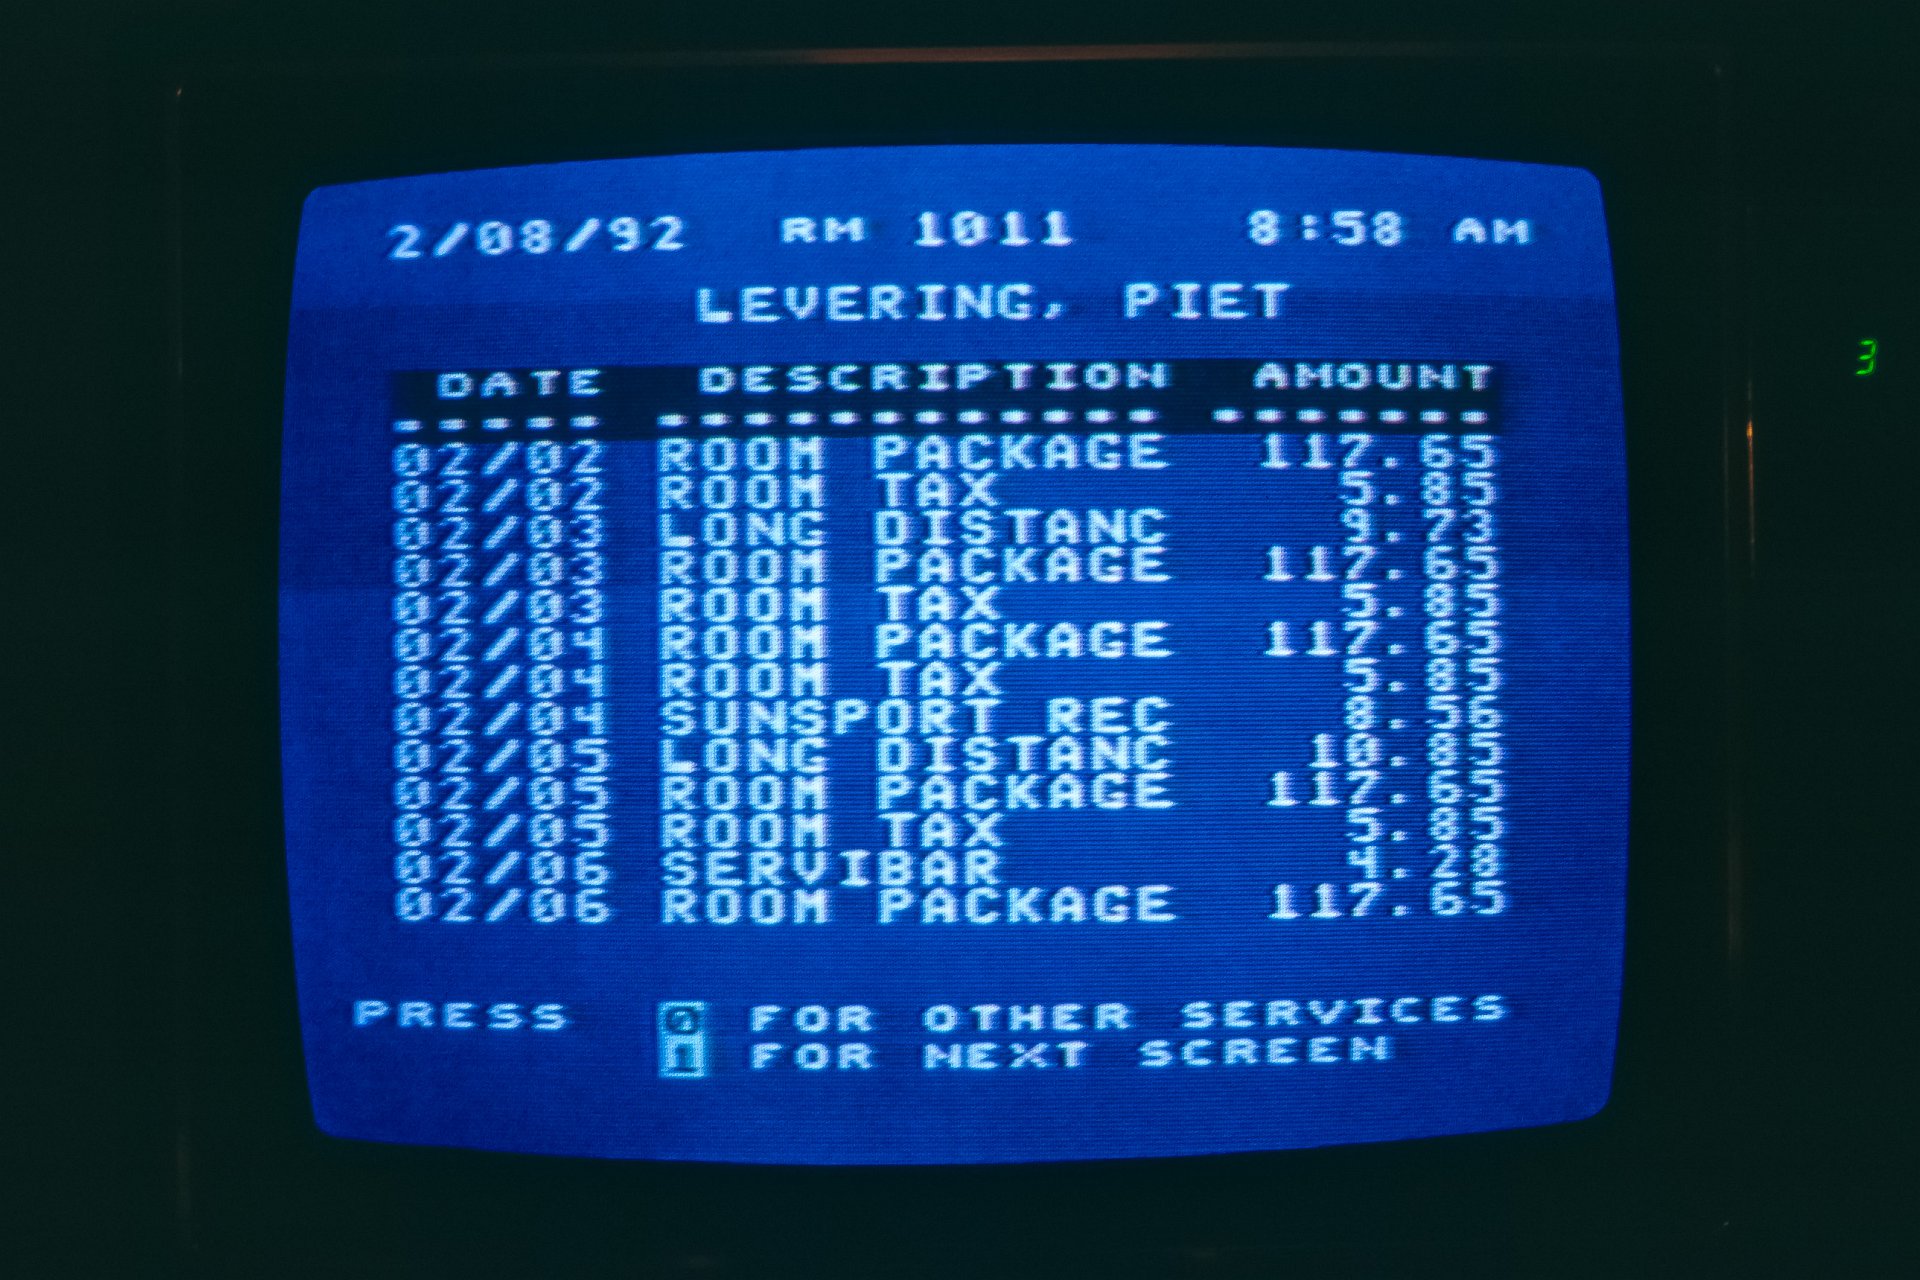 2/08/92 RM 1011 8:58 AM
LEVERING, PIET
DATE DESCRIPTION AMOUNT
----- ------------ -------
02/02 ROOM PACKAGE 117.65
02/02 ROOM TAX 5.85
02/03 LONG DISTANC 9.73
02/03 ROOM PACKAGE 117.65
02/03 ROOM TAX 5.85
02/04 ROOM PACKAGE 117.65
02/04 ROOM TAX 5.85
02/04 SUNSPORT REC 8.56
02/05 LONG DISTANC 10.85
02/05 ROOM PACKAGE 117.65
02/05 ROOM TAX 5.85
02/06 SERVIBAR 4.28
02/06 ROOM PACKAGE 117.65
PRESS 0 FOR OTHER SERVICES
1 FOR NEXT SCREEN
3